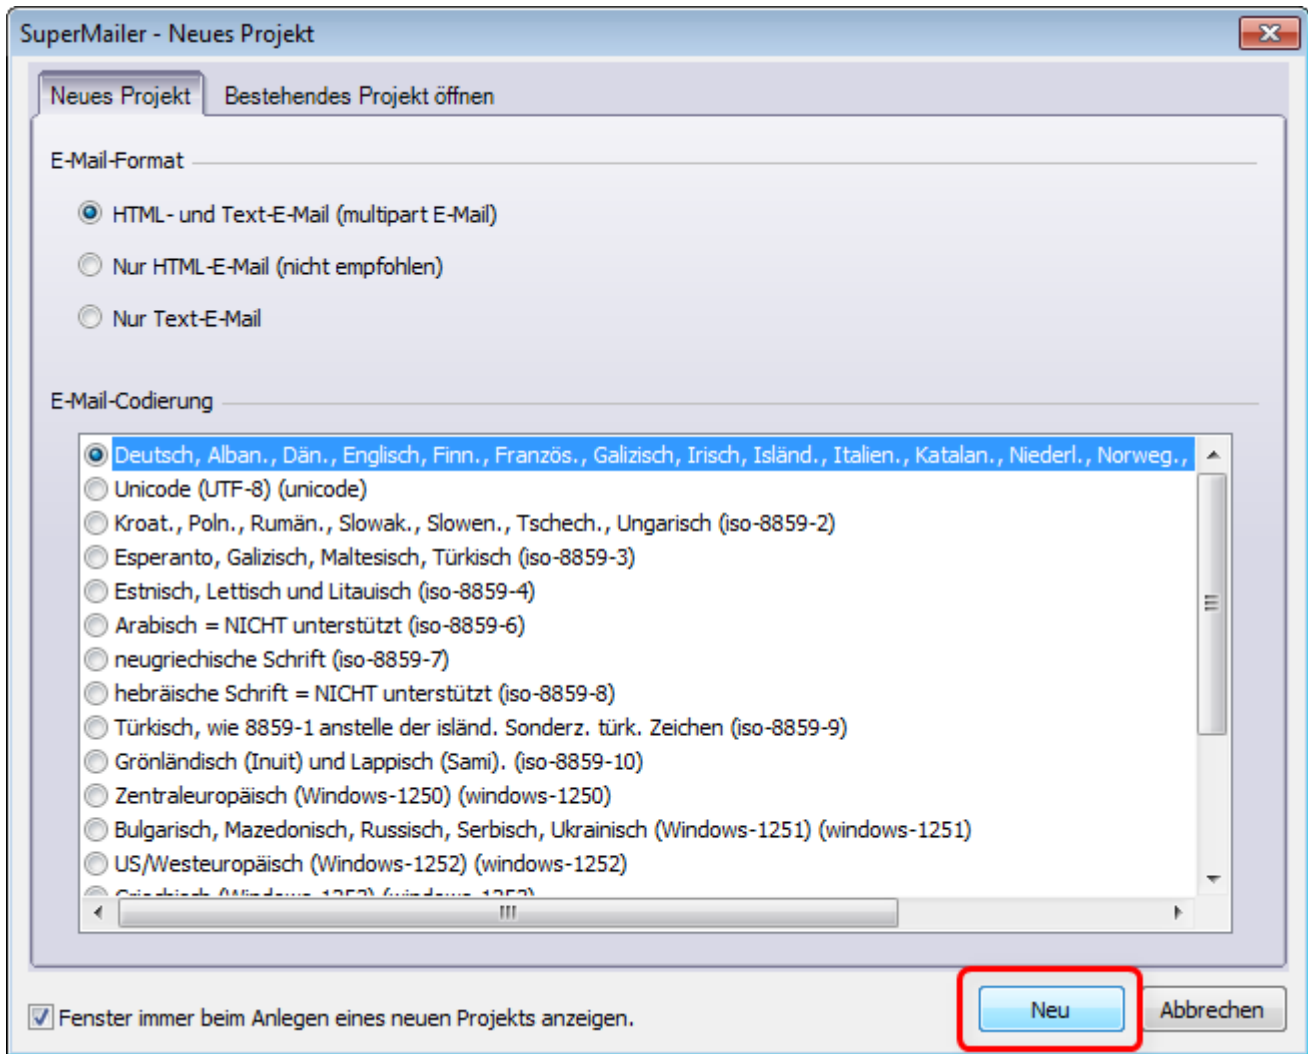 SuperMailer - Neues Projekt
Neues Projekt
Bestehendes Projekt öffnen
E-Mail-Format
HTML- und Text-E-Mail (multipart E-Mail)
Nur HTML-E-Mail (nicht empfohlen)
Nur Text-E-Mail
E-Mail-Codierung
Deutsch, Alban., Dän., Englisch, Finn., Französ., Galizisch, Irisch, Isländ., Italien., Katalan., Niederl., Norweg.,
Unicode (UTF-8) (unicode)
Kroat., Poln., Rumän., Slowak., Slowen., Tschech., Ungarisch (iso-8859-2)
Esperanto, Galizisch, Maltesisch, Türkisch (iso-8859-3)
Estnisch, Lettisch und Litauisch (iso-8859-4)
Arabisch = NICHT unterstützt (iso-8859-6)
neugriechische Schrift (iso-8859-7)
hebräische Schrift = NICHT unterstützt (iso-8859-8)
Türkisch, wie 8859-1 anstelle der isländ. Sonderz. türk. Zeichen (iso-8859-9)
Grönländisch (Inuit) und Lappisch (Sami). (iso-8859-10)
Zentraleuropäisch (Windows-1250) (windows-1250)
Bulgarisch, Mazedonisch, Russisch, Serbisch, Ukrainisch (Windows-1251) (windows-1251)
US/Westeuropäisch (Windows-1252) (windows-1252)
Griechisch (Windows-1253) (windows-1253)
Fenster immer beim Anlegen eines neuen Projekts anzeigen.
Neu
Abbrechen